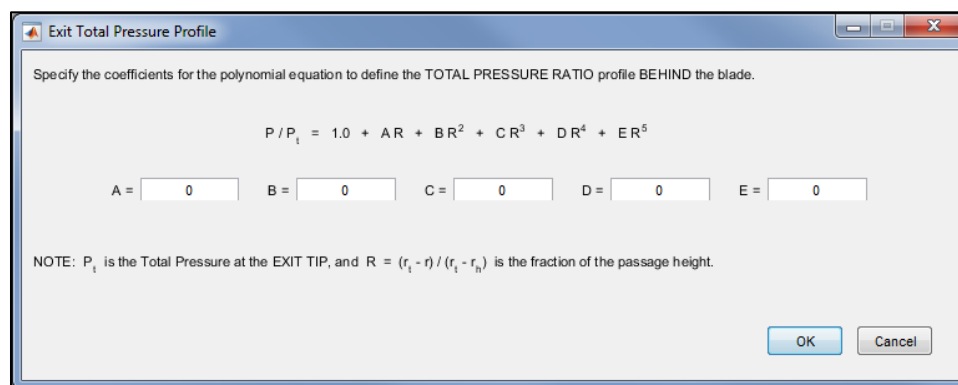 Exit Total Pressure Profile
Specify the coefficients for the polynomial equation to define the TOTAL PRESSURE RATIO profile BEHIND the blade.
P / Pₜ = 1.0 + A R + B R² + C R³ + D R⁴ + E R⁵
A = 0 B = 0 C = 0 D = 0 E = 0
NOTE: Pₜ is the Total Pressure at the EXIT TIP, and R = (rₜ - r) / (rₜ - rₕ) is the fraction of the passage height.
OK Cancel